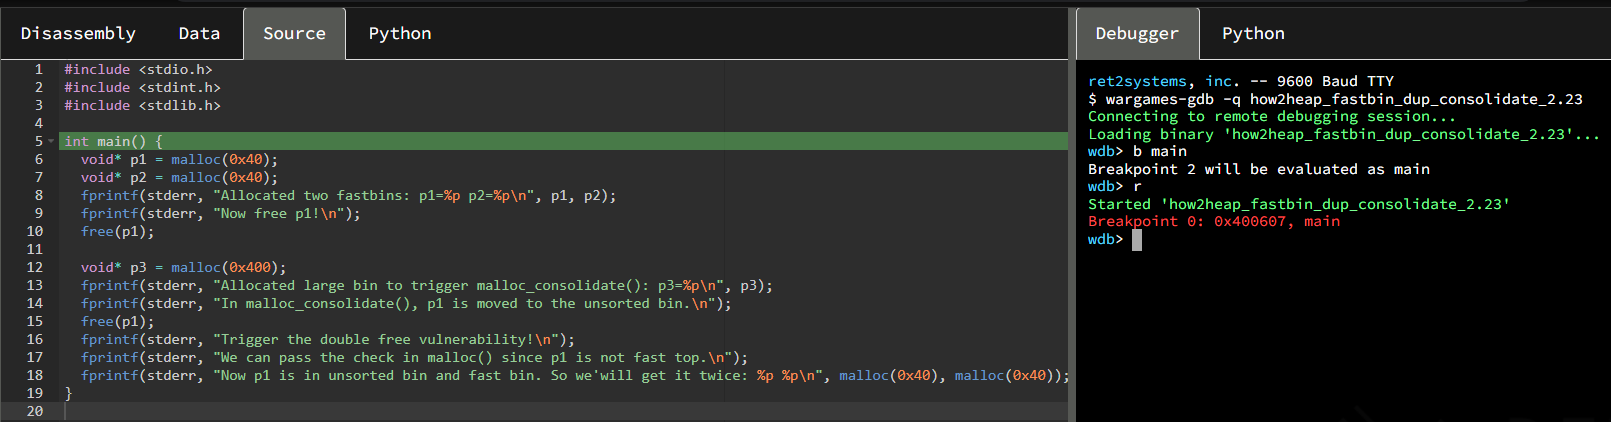 Disassembly Data Source Python
1 #include <stdio.h>
2 #include <stdint.h>
3 #include <stdlib.h>
4
5 int main() {
6 void* p1 = malloc(0x40);
7 void* p2 = malloc(0x40);
8 fprintf(stderr, "Allocated two fastbins: p1=%p p2=%p\n", p1, p2);
9 fprintf(stderr, "Now free p1!\n");
10 free(p1);
11
12 void* p3 = malloc(0x400);
13 fprintf(stderr, "Allocated large bin to trigger malloc_consolidate(): p3=%p\n", p3);
14 fprintf(stderr, "In malloc_consolidate(), p1 is moved to the unsorted bin.\n");
15 free(p1);
16 fprintf(stderr, "Trigger the double free vulnerability!\n");
17 fprintf(stderr, "We can pass the check in malloc() since p1 is not fast top.\n");
18 fprintf(stderr, "Now p1 is in unsorted bin and fast bin. So we'will get it twice: %p %p\n", malloc(0x40), malloc(0x40));
19 }
20
Debugger Python
ret2systems, inc. -- 9600 Baud TTY
$ wargames-gdb -q how2heap_fastbin_dup_consolidate_2.23
Connecting to remote debugging session...
Loading binary 'how2heap_fastbin_dup_consolidate_2.23'...
wdb> b main
Breakpoint 2 will be evaluated as main
wdb> r
Started 'how2heap_fastbin_dup_consolidate_2.23'
Breakpoint 0: 0x400607, main
wdb>